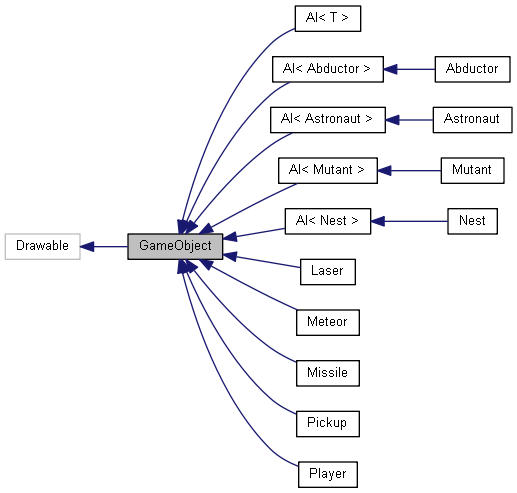 AI< T >
AI< Abductor >
Abductor
AI< Astronaut >
Astronaut
AI< Mutant >
Mutant
AI< Nest >
Nest
Drawable
GameObject
Laser
Meteor
Missile
Pickup
Player